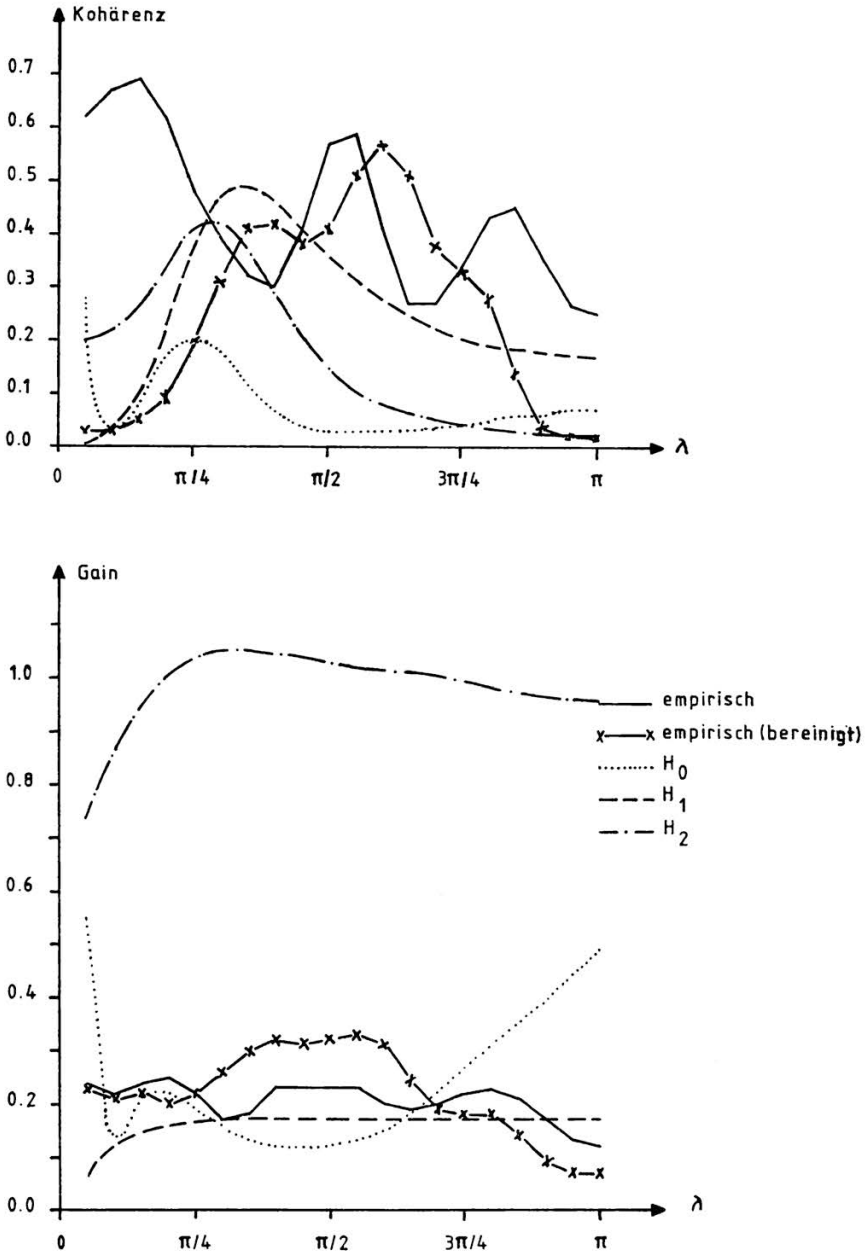 Kohärenz
0.7
0.6
0.5
0.4
0.3
0.2
0.1
0.0
0 π/4 π/2 3π/4 π λ
Gain
1.0
0.8
0.6
0.4
0.2
0.0
empirisch
x x empirisch (bereinigt)
H0
H1
H2
0 π/4 π/2 3π/4 π λ